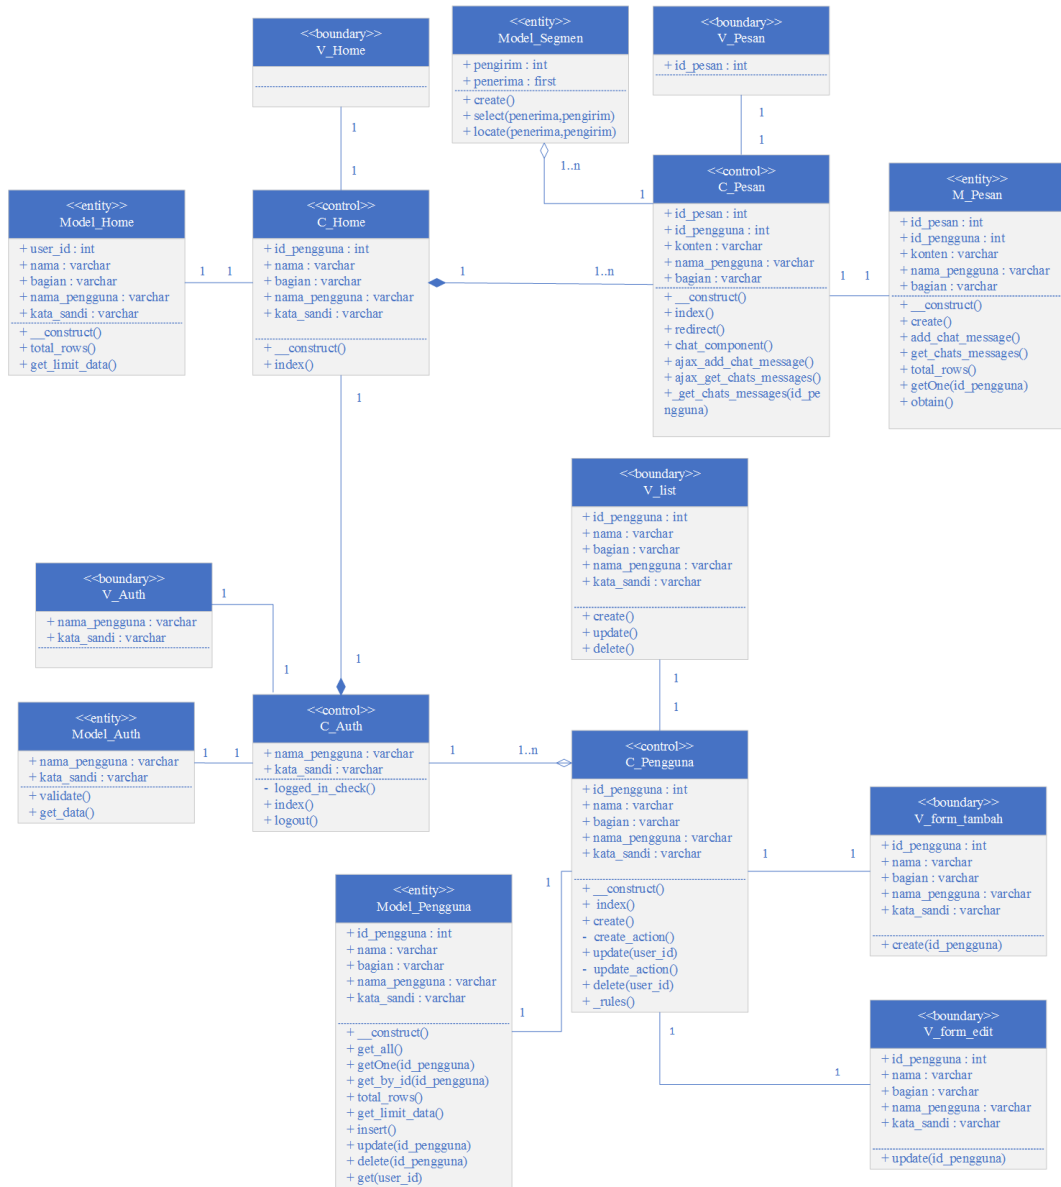 <<boundary>>
V_Home
1
1
<<entity>>
Model_Segmen
+ pengirim : int
+ penerima : first
+ create()
+ select(penerima,pengirim)
+ locate(penerima,pengirim)
1..n
1
<<boundary>>
V_Pesan
+ id_pesan : int
1
1
<<entity>>
Model_Home
+ user_id : int
+ nama : varchar
+ bagian : varchar
+ nama_pengguna : varchar
+ kata_sandi : varchar
+ __construct()
+ total_rows()
+ get_limit_data()
1
1
<<control>>
C_Home
+ id_pengguna : int
+ nama : varchar
+ bagian : varchar
+ nama_pengguna : varchar
+ kata_sandi : varchar
+ __construct()
+ index()
1
1..n
<<control>>
C_Pesan
+ id_pesan : int
+ id_pengguna : int
+ konten : varchar
+ nama_pengguna : varchar
+ bagian : varchar
+ __construct()
+ index()
+ redirect()
+ chat_component()
+ ajax_add_chat_message()
+ ajax_get_chats_messages()
+ _get_chats_messages(id_pe
ngguna)
1
1
<<entity>>
M_Pesan
+ id_pesan : int
+ id_pengguna : int
+ konten : varchar
+ nama_pengguna : varchar
+ bagian : varchar
+ __construct()
+ create()
+ add_chat_message()
+ get_chats_messages()
+ total_rows()
+ getOne(id_pengguna)
+ obtain()
1
1
<<boundary>>
V_list
+ id_pengguna : int
+ nama : varchar
+ bagian : varchar
+ nama_pengguna : varchar
+ kata_sandi : varchar
+ create()
+ update()
+ delete()
1
1
<<boundary>>
V_Auth
+ nama_pengguna : varchar
+ kata_sandi : varchar
1
1
<<entity>>
Model_Auth
+ nama_pengguna : varchar
+ kata_sandi : varchar
+ validate()
+ get_data()
1
1
<<control>>
C_Auth
+ nama_pengguna : varchar
+ kata_sandi : varchar
- logged_in_check()
+ index()
+ logout()
1
1..n
<<control>>
C_Pengguna
+ id_pengguna : int
+ nama : varchar
+ bagian : varchar
+ nama_pengguna : varchar
+ kata_sandi : varchar
+ __construct()
+ index()
+ create()
- create_action()
+ update(user_id)
- update_action()
+ delete(user_id)
+ _rules()
1
1
<<boundary>>
V_form_tambah
+ id_pengguna : int
+ nama : varchar
+ bagian : varchar
+ nama_pengguna : varchar
+ kata_sandi : varchar
+ create(id_pengguna)
1
1
<<entity>>
Model_Pengguna
+ id_pengguna : int
+ nama : varchar
+ bagian : varchar
+ nama_pengguna : varchar
+ kata_sandi : varchar
+ __construct()
+ get_all()
+ getOne(id_pengguna)
+ get_by_id(id_pengguna)
+ total_rows()
+ get_limit_data()
+ insert()
+ update(id_pengguna)
+ delete(id_pengguna)
+ get(user_id)
1
1
<<boundary>>
V_form_edit
+ id_pengguna : int
+ nama : varchar
+ bagian : varchar
+ nama_pengguna : varchar
+ kata_sandi : varchar
+ update(id_pengguna)